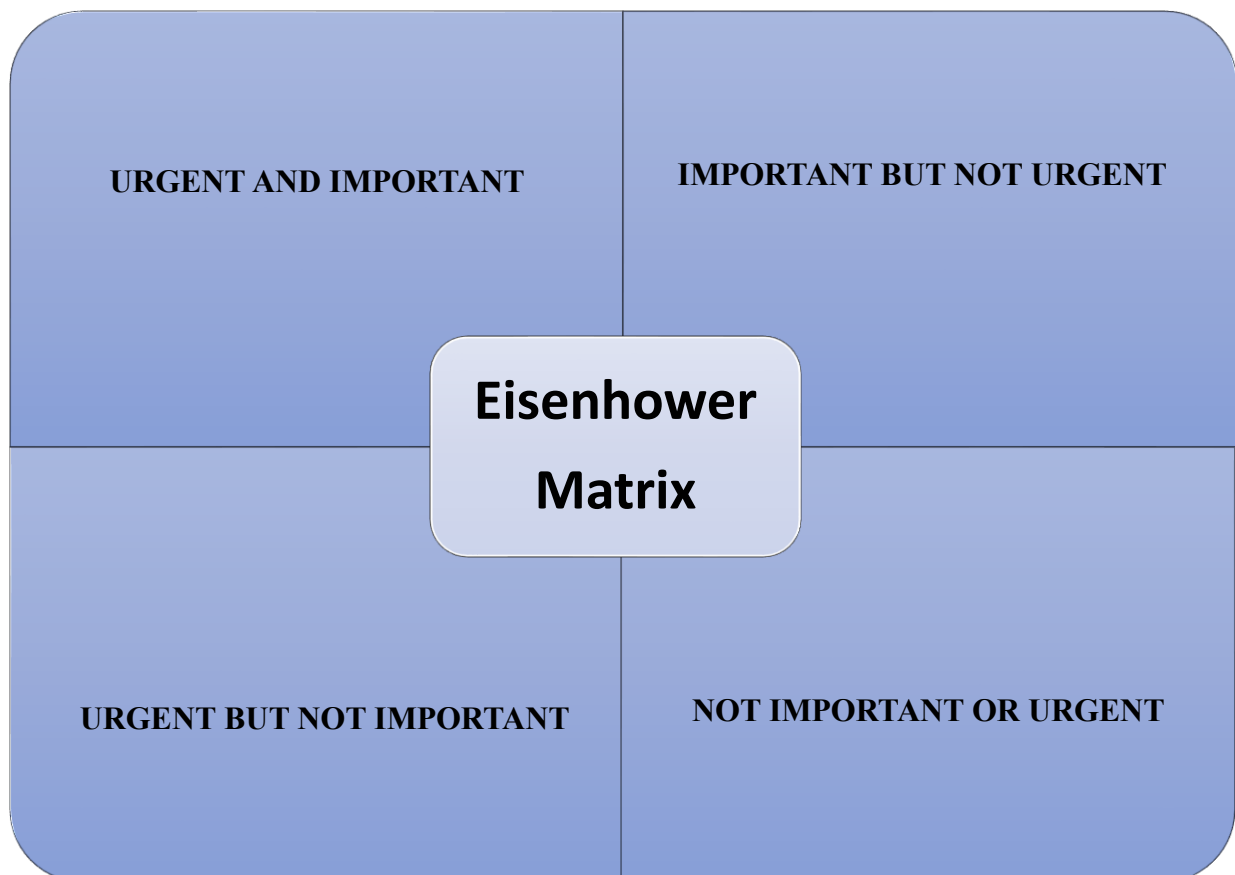 URGENT AND IMPORTANT
IMPORTANT BUT NOT URGENT
Eisenhower
Matrix
URGENT BUT NOT IMPORTANT
NOT IMPORTANT OR URGENT